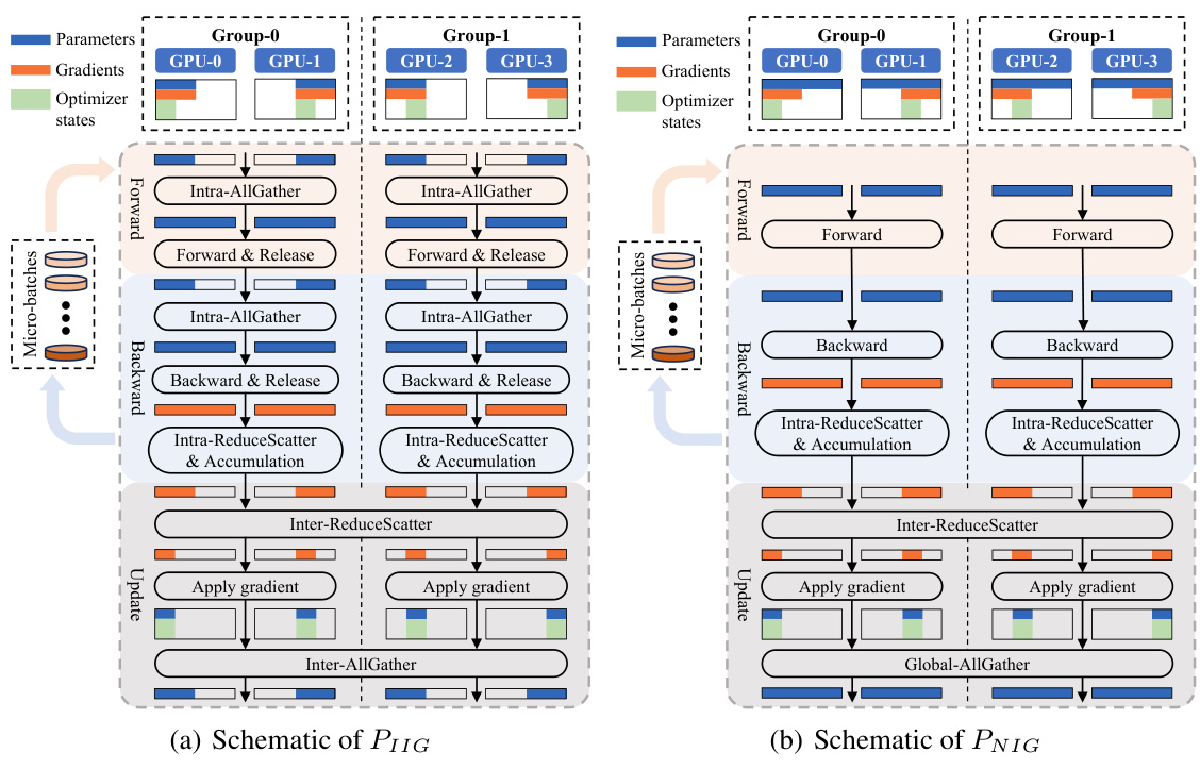 Parameters
Gradients
Optimizer
states
Group-0
GPU-0 GPU-1
Group-1
GPU-2 GPU-3
Micro-batches
Forward
Intra-AllGather Intra-AllGather
Forward & Release Forward & Release
Backward
Intra-AllGather Intra-AllGather
Backward & Release Backward & Release
Intra-ReduceScatter Intra-ReduceScatter
& Accumulation & Accumulation
Update
Inter-ReduceScatter
Apply gradient Apply gradient
Inter-AllGather
(a) Schematic of P_{IIG}
Parameters
Gradients
Optimizer
states
Group-0
GPU-0 GPU-1
Group-1
GPU-2 GPU-3
Micro-batches
Forward
Forward Forward
Backward
Backward Backward
Intra-ReduceScatter Intra-ReduceScatter
& Accumulation & Accumulation
Update
Inter-ReduceScatter
Apply gradient Apply gradient
Global-AllGather
(b) Schematic of P_{NIG}